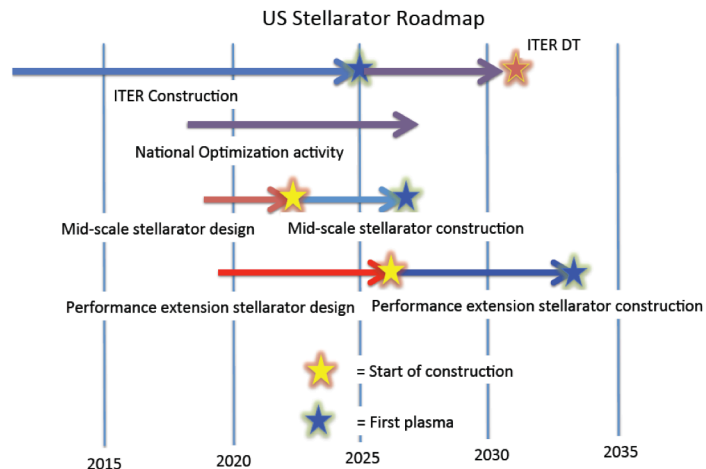 US Stellarator Roadmap
ITER DT
ITER Construction
National Optimization activity
Mid-scale stellarator design
Mid-scale stellarator construction
Performance extension stellarator design
Performance extension stellarator construction
= Start of construction
= First plasma
2015
2020
2025
2030
2035